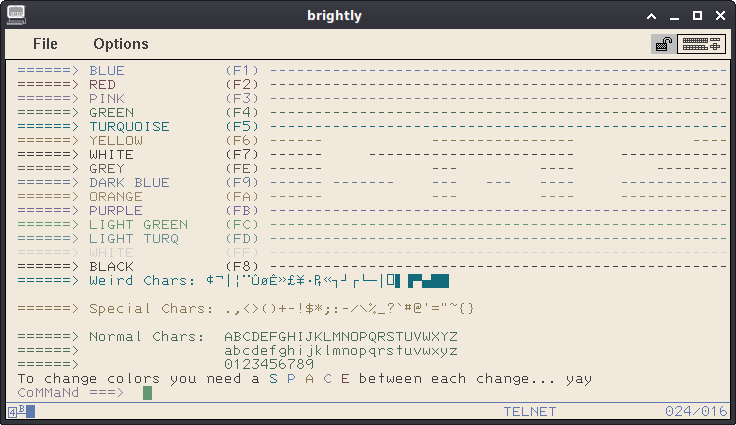 brightly
File Options
======> BLUE (F1) ------------------------------------------------------
======> RED (F2) ------------------------------------------------------
======> PINK (F3) ------------------------------------------------------
======> GREEN (F4) ------------------------------------------------------
======> TURQUOISE (F5) ------------------------------------------------------
======> YELLOW (F6) ------ ----------------- ----
======> WHITE (F7) ------ ------------------------ -------------
======> GREY (FE) ------ --- ---- ---
======> DARK BLUE (F9) ------ ------- --- --- ---- -------------
======> ORANGE (FA) ------ --- ---- ---
======> PURPLE (FB) ------------------------------------------------------
======> LIGHT GREEN (FC) ------------------------------------------------------
======> LIGHT TURQ (FD) ------------------------------------------------------
======> WHITE (FF) ------------------------------------------------------
======> BLACK (F8) ------------------------------------------------------
======> Weird Chars: ¢¬|¦¨ÛøÊ»£¥·₧«┐┘┌└─│
======> Special Chars: .,<>()+-!$*;:-/\%_?`#@'="~{}
======> Normal Chars: ABCDEFGHIJKLMNOPQRSTUVWXYZ
======> abcdefghijklmnopqrstuvwxyz
======> 0123456789
To change colors you need a S P A C E between each change... yay
CoMMaNd ===>
4B TELNET 024/016